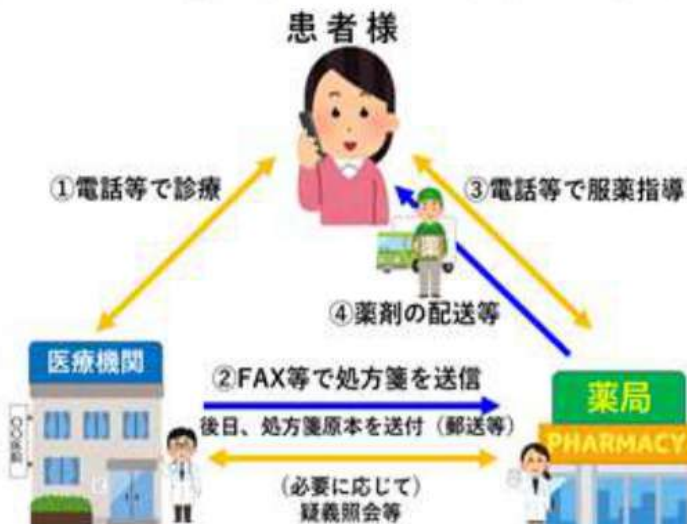 患者様
①電話等で診療
③電話等で服薬指導
④薬剤の配送等
医療機関
②FAX等で処方箋を送信
薬局
後日、処方箋原本を送付（郵送等）
PHARMACY
（必要に応じて）
疑義照会等